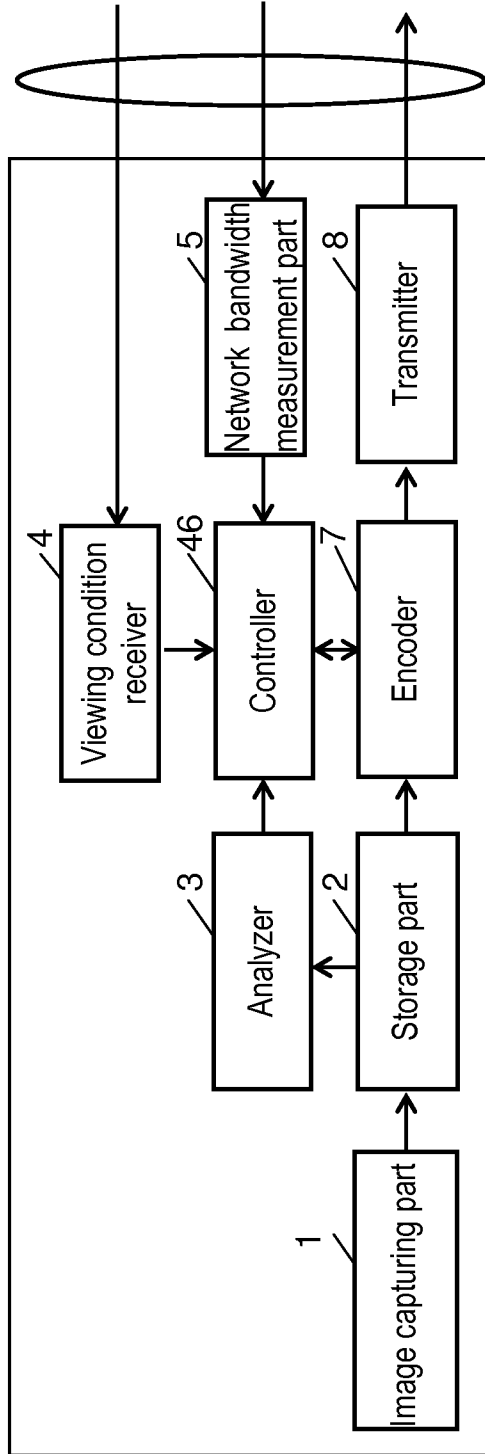 4
Viewing condition
receiver
3
Analyzer
46
Controller
5
Network bandwidth
measurement part
1
Image capturing part
2
Storage part
7
Encoder
8
Transmitter